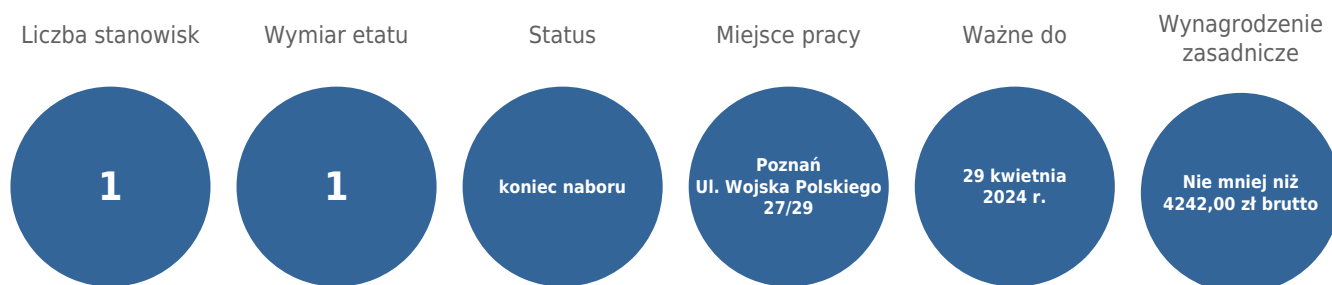 Liczba stanowisk
1
Wymiar etatu
1
Status
koniec naboru
Miejsce pracy
Poznań
Ul. Wojska Polskiego
27/29
Ważne do
29 kwietnia
2024 r.
Wynagrodzenie
zasadnicze
Nie mniej niż
4242,00 zł brutto